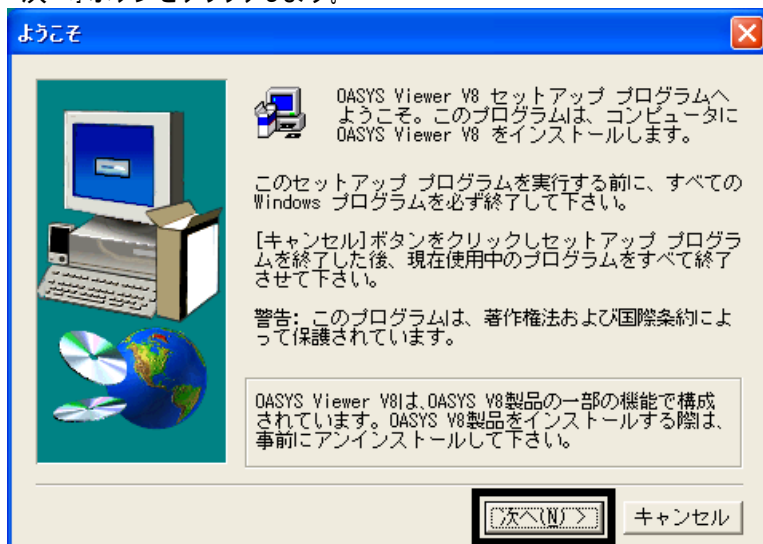 ようこそ
OASYS Viewer V8 セットアップ プログラムへ
ようこそ。このプログラムは、コンピュータに
OASYS Viewer V8 をインストールします。
このセットアップ プログラムを実行する前に、すべての
Windows プログラムを必ず終了して下さい。
[キャンセル]ボタンをクリックしセットアップ プログラ
ムを終了した後、現在使用中のプログラムをすべて終了
させて下さい。
警告: このプログラムは、著作権法および国際条約によ
って保護されています。
OASYS Viewer V8は、OASYS V8製品の一部の機能で構成
されています。OASYS V8製品をインストールする際は、
事前にアンインストールして下さい。
次へ(N) >
キャンセル